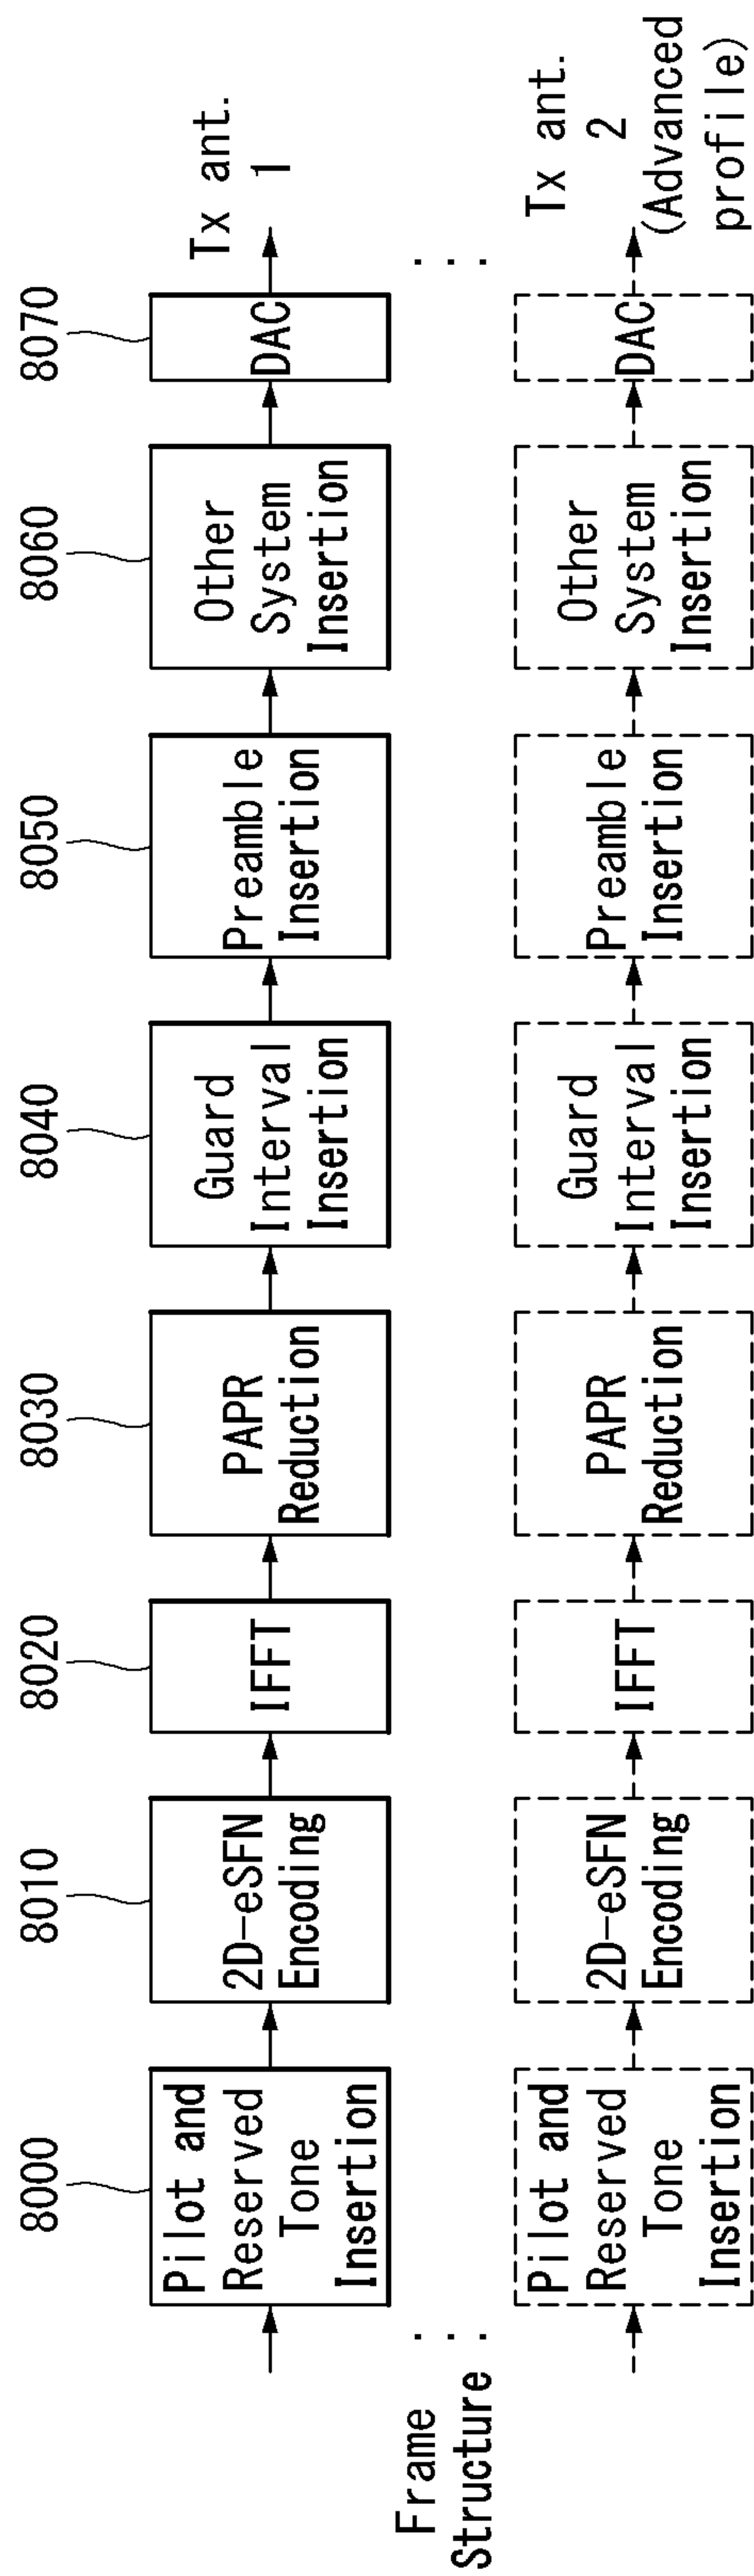 8000
8010
8020
8030
8040
8050
8060
8070
Pilot and
Reserved
Tone
Insertion
2D-eSFN
Encoding
IFFT
PAPR
Reduction
Guard
Interval
Insertion
Preamble
Insertion
Other
System
Insertion
DAC
Tx ant.
1
Frame
Structure
...
...
Pilot and
Reserved
Tone
Insertion
2D-eSFN
Encoding
IFFT
PAPR
Reduction
Guard
Interval
Insertion
Preamble
Insertion
Other
System
Insertion
DAC
Tx ant.
2
(Advanced
profile)